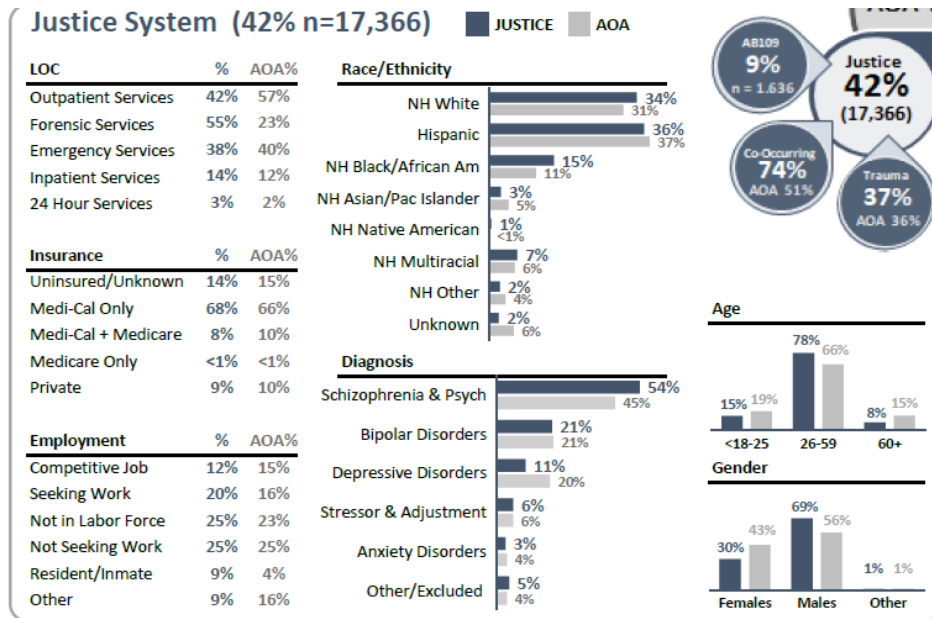 Justice System (42% n=17,366)
JUSTICE AOA
LOC % AOA%
Outpatient Services 42% 57%
Forensic Services 55% 23%
Emergency Services 38% 40%
Inpatient Services 14% 12%
24 Hour Services 3% 2%
Insurance % AOA%
Uninsured/Unknown 14% 15%
Medi-Cal Only 68% 66%
Medi-Cal + Medicare 8% 10%
Medicare Only <1% <1%
Private 9% 10%
Employment % AOA%
Competitive Job 12% 15%
Seeking Work 20% 16%
Not in Labor Force 25% 23%
Not Seeking Work 25% 25%
Resident/Inmate 9% 4%
Other 9% 16%
Race/Ethnicity
NH White 34% 31%
Hispanic 36% 37%
NH Black/African Am 15% 11%
NH Asian/Pac Islander 3% 5%
NH Native American 1% <1%
NH Multiracial 7% 6%
NH Other 2% 4%
Unknown 2% 6%
Diagnosis
Schizophrenia & Psych 54% 45%
Bipolar Disorders 21% 21%
Depressive Disorders 11% 20%
Stressor & Adjustment 6% 6%
Anxiety Disorders 3% 4%
Other/Excluded 5% 4%
AB109
9%
n = 1.636
Justice
42%
(17,366)
Co-Occurring
74%
AOA 51%
Trauma
37%
AOA 36%
Age
15% 19% 78% 66% 8% 15%
<18-25 26-59 60+
Gender
30% 43% 69% 56% 1% 1%
Females Males Other